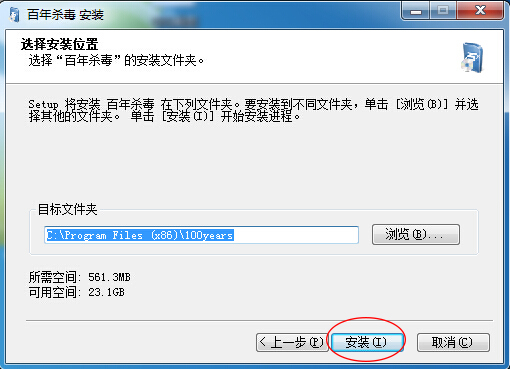 百年杀毒 安装
选择安装位置
选择“百年杀毒”的安装文件夹。
Setup 将安装 百年杀毒 在下列文件夹。要安装到不同文件夹，单击 [浏览(B)] 并选
择其他的文件夹。 单击 [安装(I)] 开始安装进程。
目标文件夹
C:\Program Files (x86)\100years
浏览(B)...
所需空间: 561.3MB
可用空间: 23.1GB
< 上一步(P)
安装(I)
取消(C)